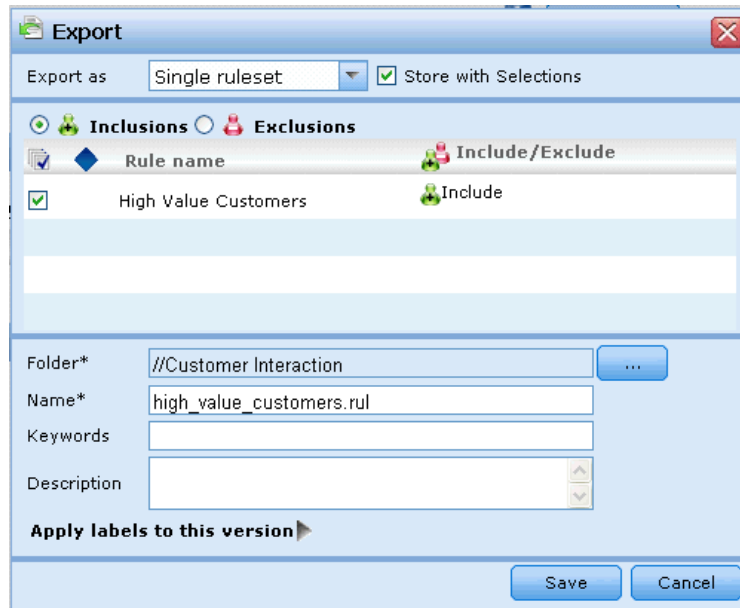 Export
Export as Single ruleset Store with Selections
Inclusions Exclusions
Rule name Include/Exclude
High Value Customers Include
Folder* //Customer Interaction ...
Name* high_value_customers.rul
Keywords
Description
Apply labels to this version
Save Cancel